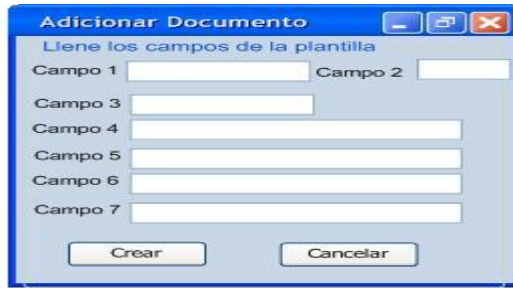 Adicionar Documento
Llene los campos de la plantilla
Campo 1 Campo 2
Campo 3
Campo 4
Campo 5
Campo 6
Campo 7
Crear Cancelar